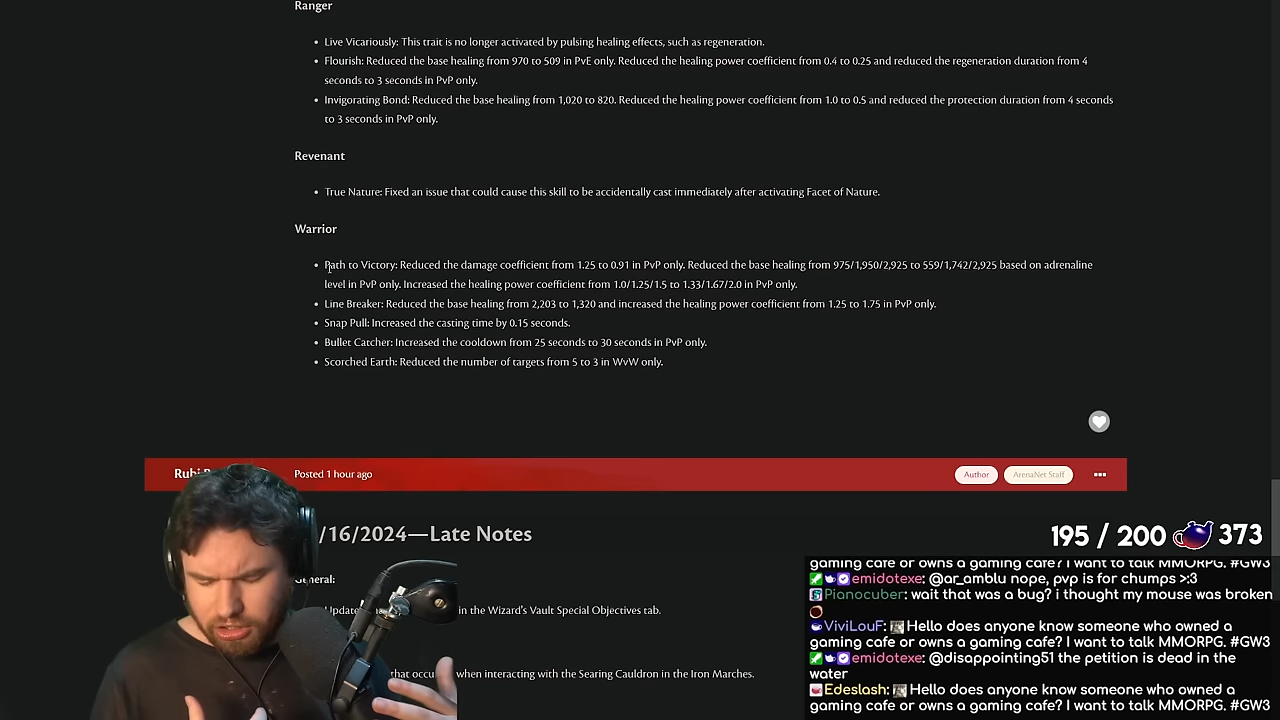 Ranger
Live Vicariously: This trait is no longer activated by pulsing healing effects, such as regeneration.
Flourish: Reduced the base healing from 970 to 509 in PvE only. Reduced the healing power coefficient from 0.4 to 0.25 and reduced the regeneration duration from 4
seconds to 3 seconds in PvP only.
Invigorating Bond: Reduced the base healing from 1,020 to 820. Reduced the healing power coefficient from 1.0 to 0.5 and reduced the protection duration from 4 seconds
to 3 seconds in PvP only.
Revenant
True Nature: Fixed an issue that could cause this skill to be accidentally cast immediately after activating Facet of Nature.
Warrior
Path to Victory: Reduced the damage coefficient from 1.25 to 0.91 in PvP only. Reduced the base healing from 975/1,950/2,925 to 559/1,742/2,925 based on adrenaline
level in PvP only. Increased the healing power coefficient from 1.0/1.25/1.5 to 1.33/1.67/2.0 in PvP only.
Line Breaker: Reduced the base healing from 2,203 to 1,320 and increased the healing power coefficient from 1.25 to 1.75 in PvP only.
Snap Pull: Increased the casting time by 0.15 seconds.
Bullet Catcher: Increased the cooldown from 25 seconds to 30 seconds in PvP only.
Scorched Earth: Reduced the number of targets from 5 to 3 in WvW only.
Rubi Posted 1 hour ago Author ArenaNet Staff
/16/2024—Late Notes
195 / 200 373
General:
in the Wizard's Vault Special Objectives tab.
that occu when interacting with the Searing Cauldron in the Iron Marches.
gaming cafe or owns a gaming cafe? I want to talk MMORPG. #GW3
emidotexe: @ar_amblu nope, pvp is for chumps >:3
Pianocuber: wait that was a bug? i thought my mouse was broken
ViviLouF: Hello does anyone know someone who owned a
gaming cafe or owns a gaming cafe? I want to talk MMORPG. #GW3
emidotexe: @disappointing51 the petition is dead in the
water
Edeslash: Hello does anyone know someone who owned a
gaming cafe or owns a gaming cafe? I want to talk MMORPG. #GW3